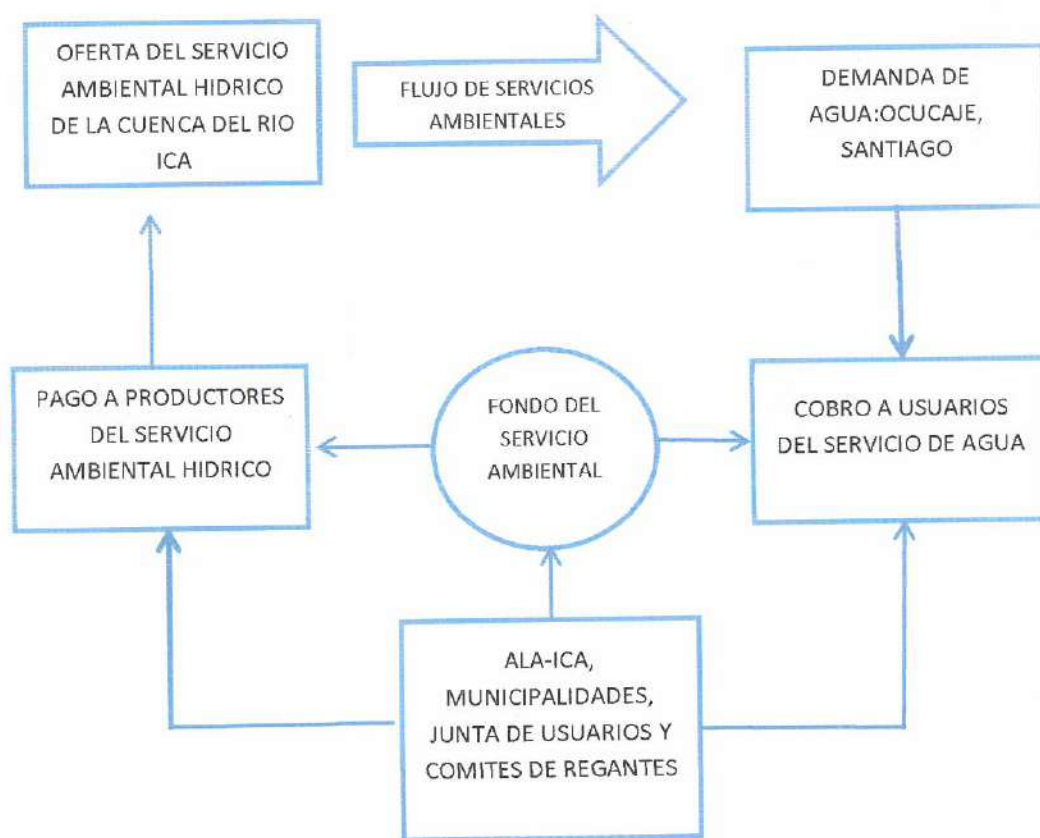 OFERTA DEL SERVICIO
AMBIENTAL HIDRICO
DE LA CUENCA DEL RIO
ICA
FLUJO DE SERVICIOS
AMBIENTALES
DEMANDA DE
AGUA:OCUCAJE,
SANTIAGO
PAGO A PRODUCTORES
DEL SERVICIO
AMBIENTAL HIDRICO
FONDO DEL
SERVICIO
AMBIENTAL
COBRO A USUARIOS
DEL SERVICIO DE AGUA
ALA-ICA,
MUNICIPALIDADES,
JUNTA DE USUARIOS Y
COMITES DE REGANTES